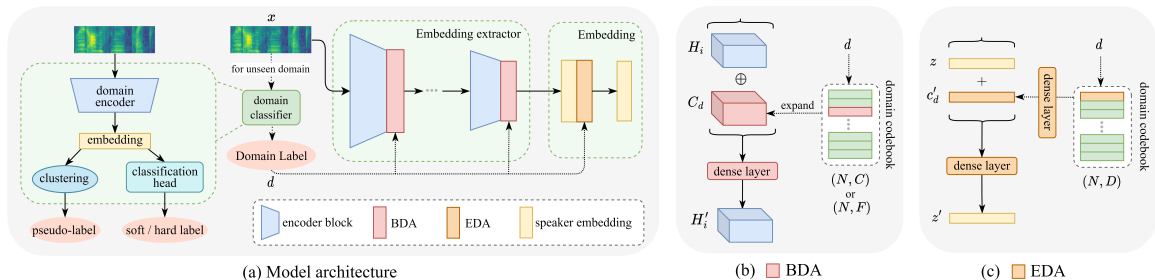 x
for unseen domain
domain
encoder
embedding
clustering
classification
head
pseudo-label
soft / hard label
domain
classifier
Domain Label
d
Embedding extractor
Embedding
encoder block
BDA
EDA
speaker embedding
(a) Model architecture
H_i
⊕
C_d
dense layer
H'_i
d
expand
domain codebook
(N, C)
or
(N, F)
(b) BDA
z
+
c'_d
dense layer
z'
dense layer
d
domain codebook
(N, D)
(c) EDA